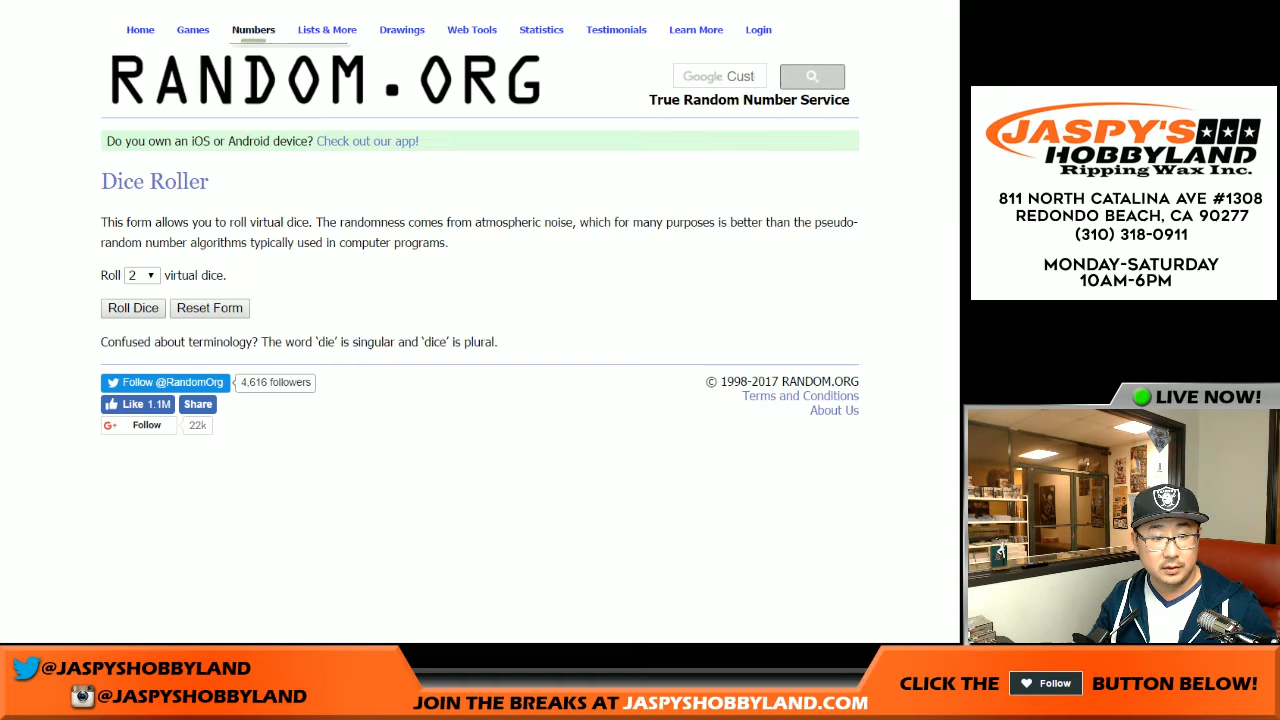 Home Games Numbers Lists & More Drawings Web Tools Statistics Testimonials Learn More Login
RANDOM.ORG
Google Cust
True Random Number Service
Do you own an iOS or Android device? Check out our app!
Dice Roller
This form allows you to roll virtual dice. The randomness comes from atmospheric noise, which for many purposes is better than the pseudo-
random number algorithms typically used in computer programs.
Roll 2 virtual dice.
Roll Dice Reset Form
Confused about terminology? The word ‘die’ is singular and ‘dice’ is plural.
Follow @RandomOrg 4,616 followers
Like 1.1M Share
G+ Follow 22k
© 1998-2017 RANDOM.ORG
Terms and Conditions
About Us
JASPY'S
HOBBYLAND
Ripping Wax Inc.
811 NORTH CATALINA AVE #1308
REDONDO BEACH, CA 90277
(310) 318-0911
MONDAY-SATURDAY
10AM-6PM
LIVE NOW!
@JASPYSHOBBYLAND
@JASPYSHOBBYLAND
JOIN THE BREAKS AT JASPYSHOBBYLAND.COM
CLICK THE Follow BUTTON BELOW!